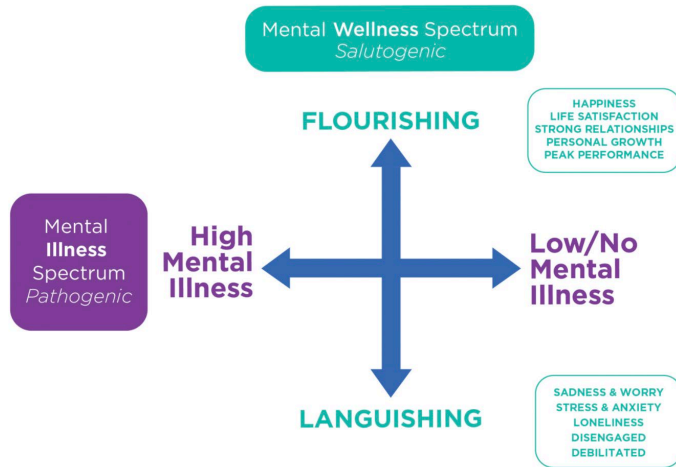 Mental Wellness Spectrum
Salutogenic
FLOURISHING
HAPPINESS
LIFE SATISFACTION
STRONG RELATIONSHIPS
PERSONAL GROWTH
PEAK PERFORMANCE
Mental
Illness
Spectrum
Pathogenic
High
Mental
Illness
Low/No
Mental
Illness
LANGUISHING
SADNESS & WORRY
STRESS & ANXIETY
LONELINESS
DISENGAGED
DEBILITATED